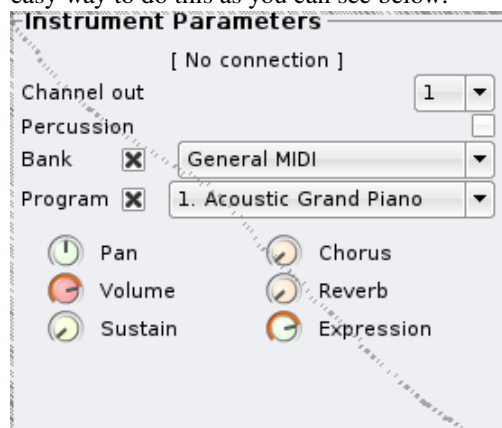 easy way to do this as you can see below:
Instrument Parameters
[ No connection ]
Channel out 1
Percussion
Bank General MIDI
Program 1. Acoustic Grand Piano
Pan Chorus
Volume Reverb
Sustain Expression